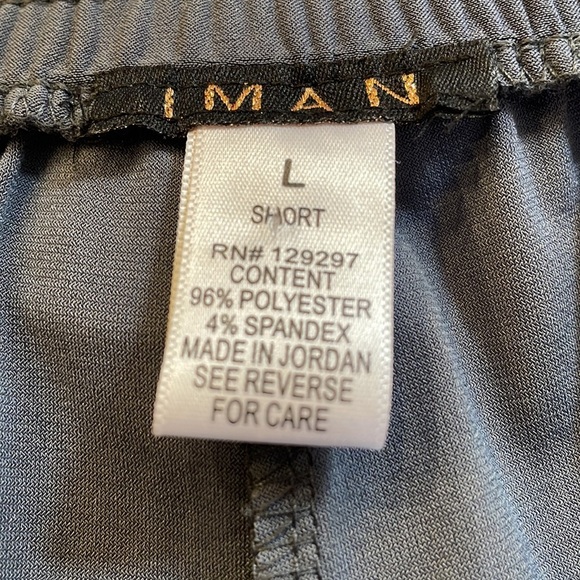 IMAN
L
SHORT
RN# 129297
CONTENT
96% POLYESTER
4% SPANDEX
MADE IN JORDAN
SEE REVERSE
FOR CARE